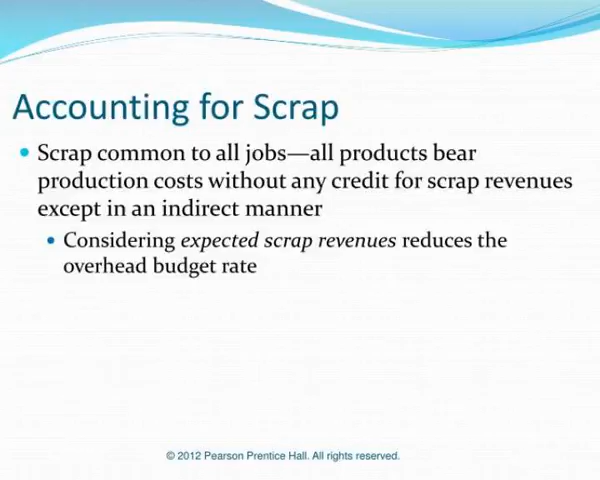 Accounting for Scrap
• Scrap common to all jobs—all products bear
production costs without any credit for scrap revenues
except in an indirect manner
• Considering expected scrap revenues reduces the
overhead budget rate
© 2012 Pearson Prentice Hall. All rights reserved.